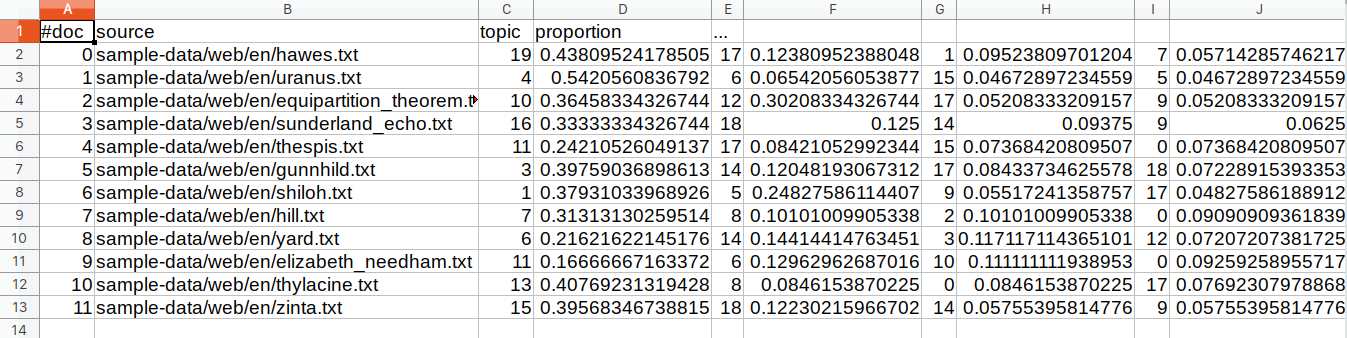 A B C D E F G H I J
1 #doc source topic proportion ...
2 0 sample-data/web/en/hawes.txt 19 0.43809524178505 17 0.12380952388048 1 0.09523809701204 7 0.05714285746217
3 1 sample-data/web/en/uranus.txt 4 0.5420560836792 6 0.06542056053877 15 0.04672897234559 5 0.04672897234559
4 2 sample-data/web/en/equipartition_theorem.t 10 0.36458334326744 12 0.30208334326744 17 0.05208333209157 9 0.05208333209157
5 3 sample-data/web/en/sunderland_echo.txt 16 0.33333334326744 18 0.125 14 0.09375 9 0.0625
6 4 sample-data/web/en/thespis.txt 11 0.24210526049137 17 0.08421052992344 15 0.07368420809507 0 0.07368420809507
7 5 sample-data/web/en/gunnhild.txt 3 0.39759036898613 14 0.12048193067312 17 0.08433734625578 18 0.07228915393353
8 6 sample-data/web/en/shiloh.txt 1 0.37931033968926 5 0.24827586114407 9 0.05517241358757 17 0.04827586188912
9 7 sample-data/web/en/hill.txt 7 0.31313130259514 8 0.10101009905338 2 0.10101009905338 0 0.09090909361839
10 8 sample-data/web/en/yard.txt 6 0.21621622145176 14 0.14414414763451 3 0.117117114365101 12 0.07207207381725
11 9 sample-data/web/en/elizabeth_needham.txt 11 0.16666667163372 6 0.12962962687016 10 0.111111111938953 0 0.09259258955717
12 10 sample-data/web/en/thylacine.txt 13 0.40769231319428 8 0.0846153870225 0 0.0846153870225 17 0.07692307978868
13 11 sample-data/web/en/zinta.txt 15 0.39568346738815 18 0.12230215966702 14 0.05755395814776 9 0.05755395814776
14